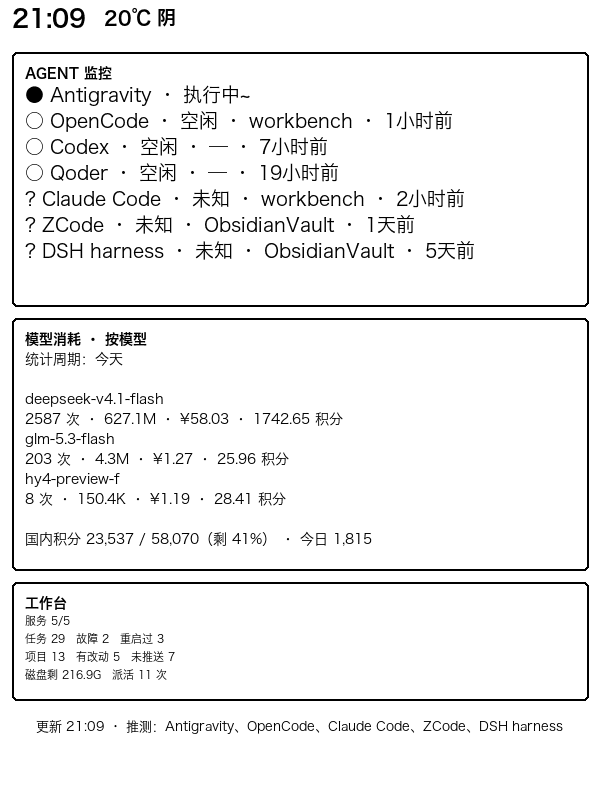 21:09 20℃ 阴
AGENT 监控
● Antigravity · 执行中~
○ OpenCode · 空闲 · workbench · 1小时前
○ Codex · 空闲 · — · 7小时前
○ Qoder · 空闲 · — · 19小时前
? Claude Code · 未知 · workbench · 2小时前
? ZCode · 未知 · ObsidianVault · 1天前
? DSH harness · 未知 · ObsidianVault · 5天前
模型消耗 · 按模型
统计周期：今天
deepseek-v4.1-flash
2587 次 · 627.1M · ¥58.03 · 1742.65 积分
glm-5.3-flash
203 次 · 4.3M · ¥1.27 · 25.96 积分
hy4-preview-f
8 次 · 150.4K · ¥1.19 · 28.41 积分
国内积分 23,537 / 58,070（剩 41%） · 今日 1,815
工作台
服务 5/5
任务 29 故障 2 重启过 3
项目 13 有改动 5 未推送 7
磁盘剩 216.9G 派活 11 次
更新 21:09 · 推测：Antigravity、OpenCode、Claude Code、ZCode、DSH harness